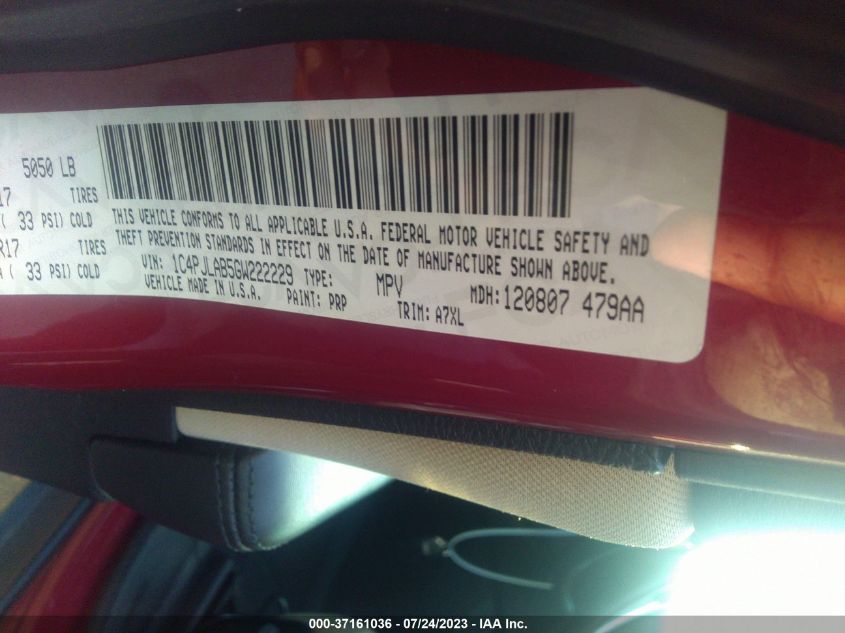 5050 LB
17 TIRES
( 33 PSI) COLD
R17 TIRES
A ( 33 PSI) COLD
THIS VEHICLE CONFORMS TO ALL APPLICABLE U.S.A. FEDERAL MOTOR VEHICLE SAFETY AND
THEFT PREVENTION STANDARDS IN EFFECT ON THE DATE OF MANUFACTURE SHOWN ABOVE.
VIN: 1C4PJLAB5GW222229 TYPE: MPV MDH:120807 479AA
VEHICLE MADE IN U.S.A. PAINT: PRP TRIM: A7XL
000-37161036 - 07/24/2023 - IAA Inc.